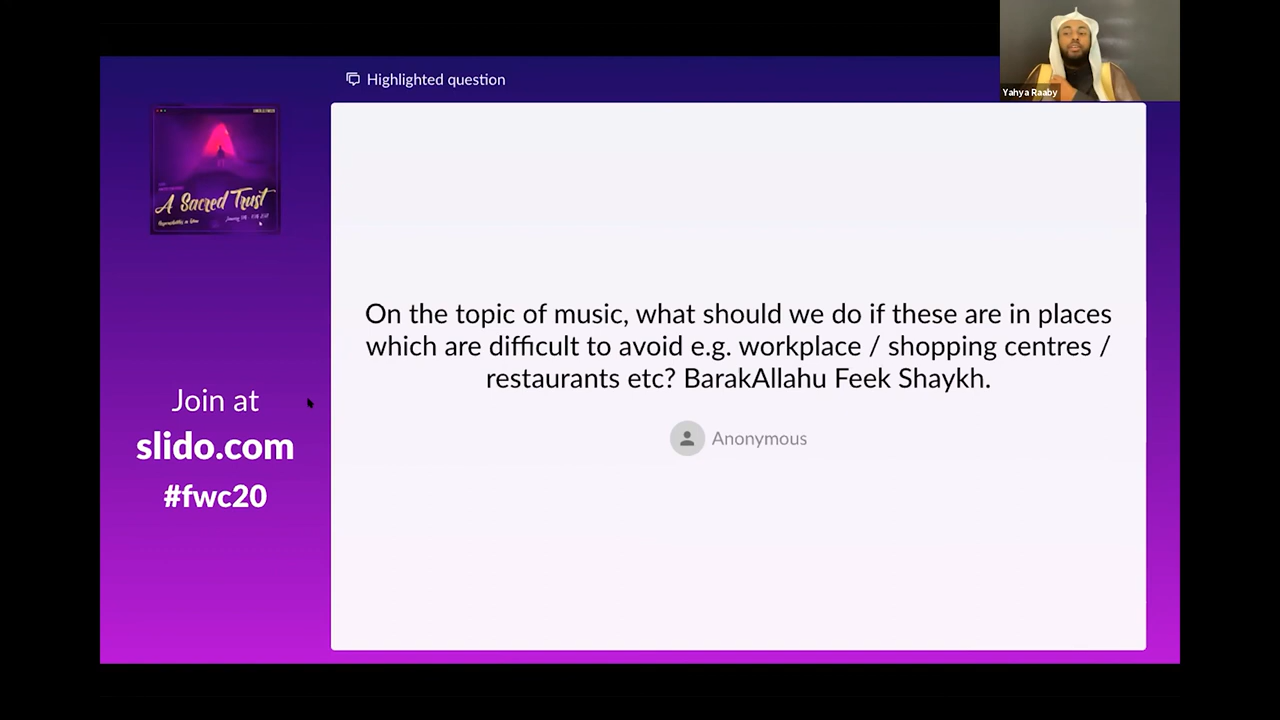 Highlighted question
Yahya Raaby
A Sacred Trust
On the topic of music, what should we do if these are in places
which are difficult to avoid e.g. workplace / shopping centres /
restaurants etc? BarakAllahu Feek Shaykh.
Anonymous
Join at
slido.com
#fwc20